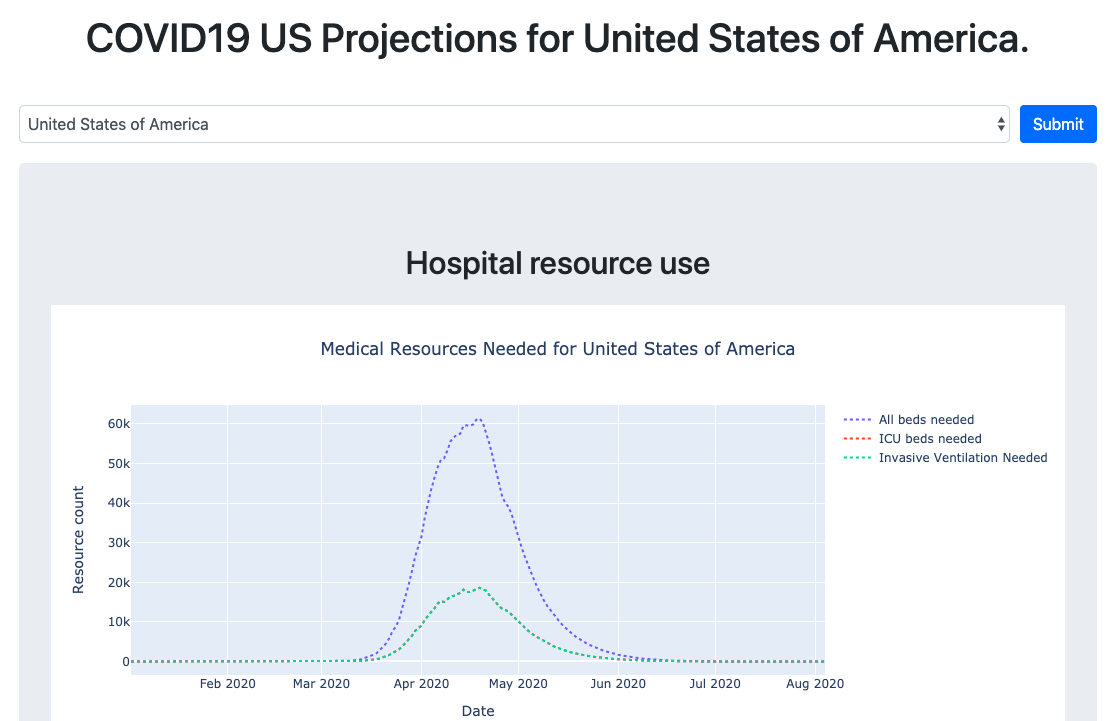 COVID19 US Projections for United States of America.
United States of America
Submit
Hospital resource use
Medical Resources Needed for United States of America
60k
50k
40k
30k
20k
10k
0
Resource count
Feb 2020
Mar 2020
Apr 2020
May 2020
Jun 2020
Jul 2020
Aug 2020
Date
All beds needed
ICU beds needed
Invasive Ventilation Needed